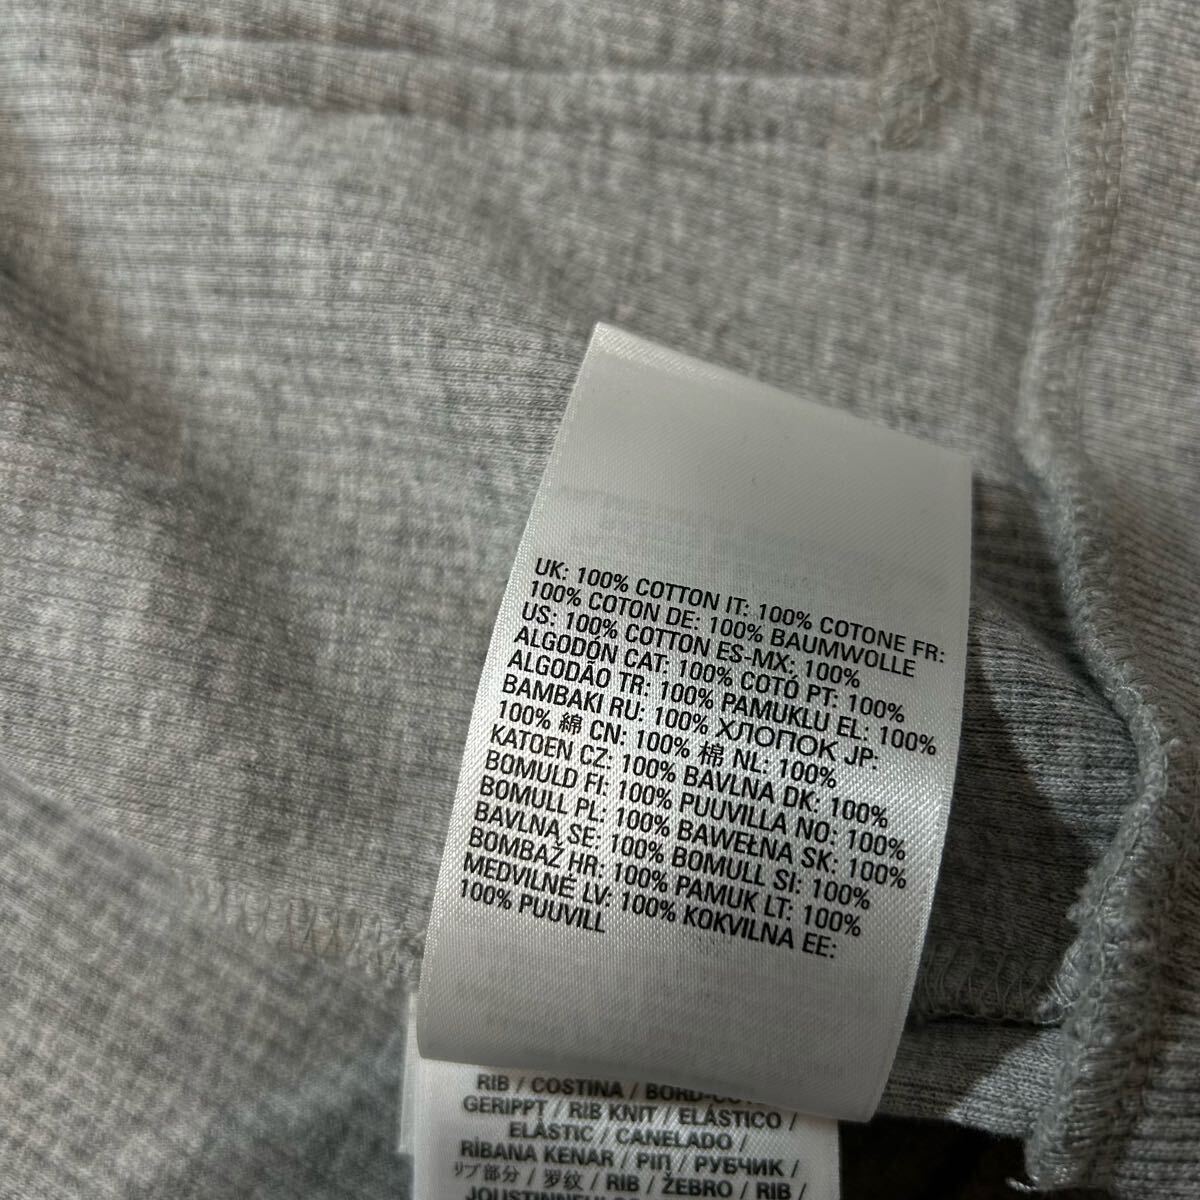 UK: 100% COTTON IT: 100% COTONE FR:
100% COTON DE: 100% BAUMWOLLE
US: 100% COTTON ES-MX: 100%
ALGODÓN CAT: 100% COTÓ PT: 100%
ALGODÃO TR: 100% PAMUKLU EL: 100%
BAMBAKI RU: 100% ХЛОПОК JP:
100% 綿 CN: 100% 棉 NL: 100%
KATOEN CZ: 100% BAVLNA DK: 100%
BOMULD FI: 100% PUUVILLA NO: 100%
BOMULL PL: 100% BAWEŁNA SK: 100%
BAVLNA SE: 100% BOMULL SI: 100%
BOMBAŽ HR: 100% PAMUK LT: 100%
MEDVILNĖ LV: 100% KOKVILNA EE:
100% PUUVILL
RIB / COSTINA /
GERIPPT / RIB KNIT / ELÁSTICO /
ELÀSTIC / CANELADO /
RİBANA KENAR / ΡΙΠ / РУБЧИК /
リブ部分 / 罗纹 / RIB / ŽEBRO / RIB /